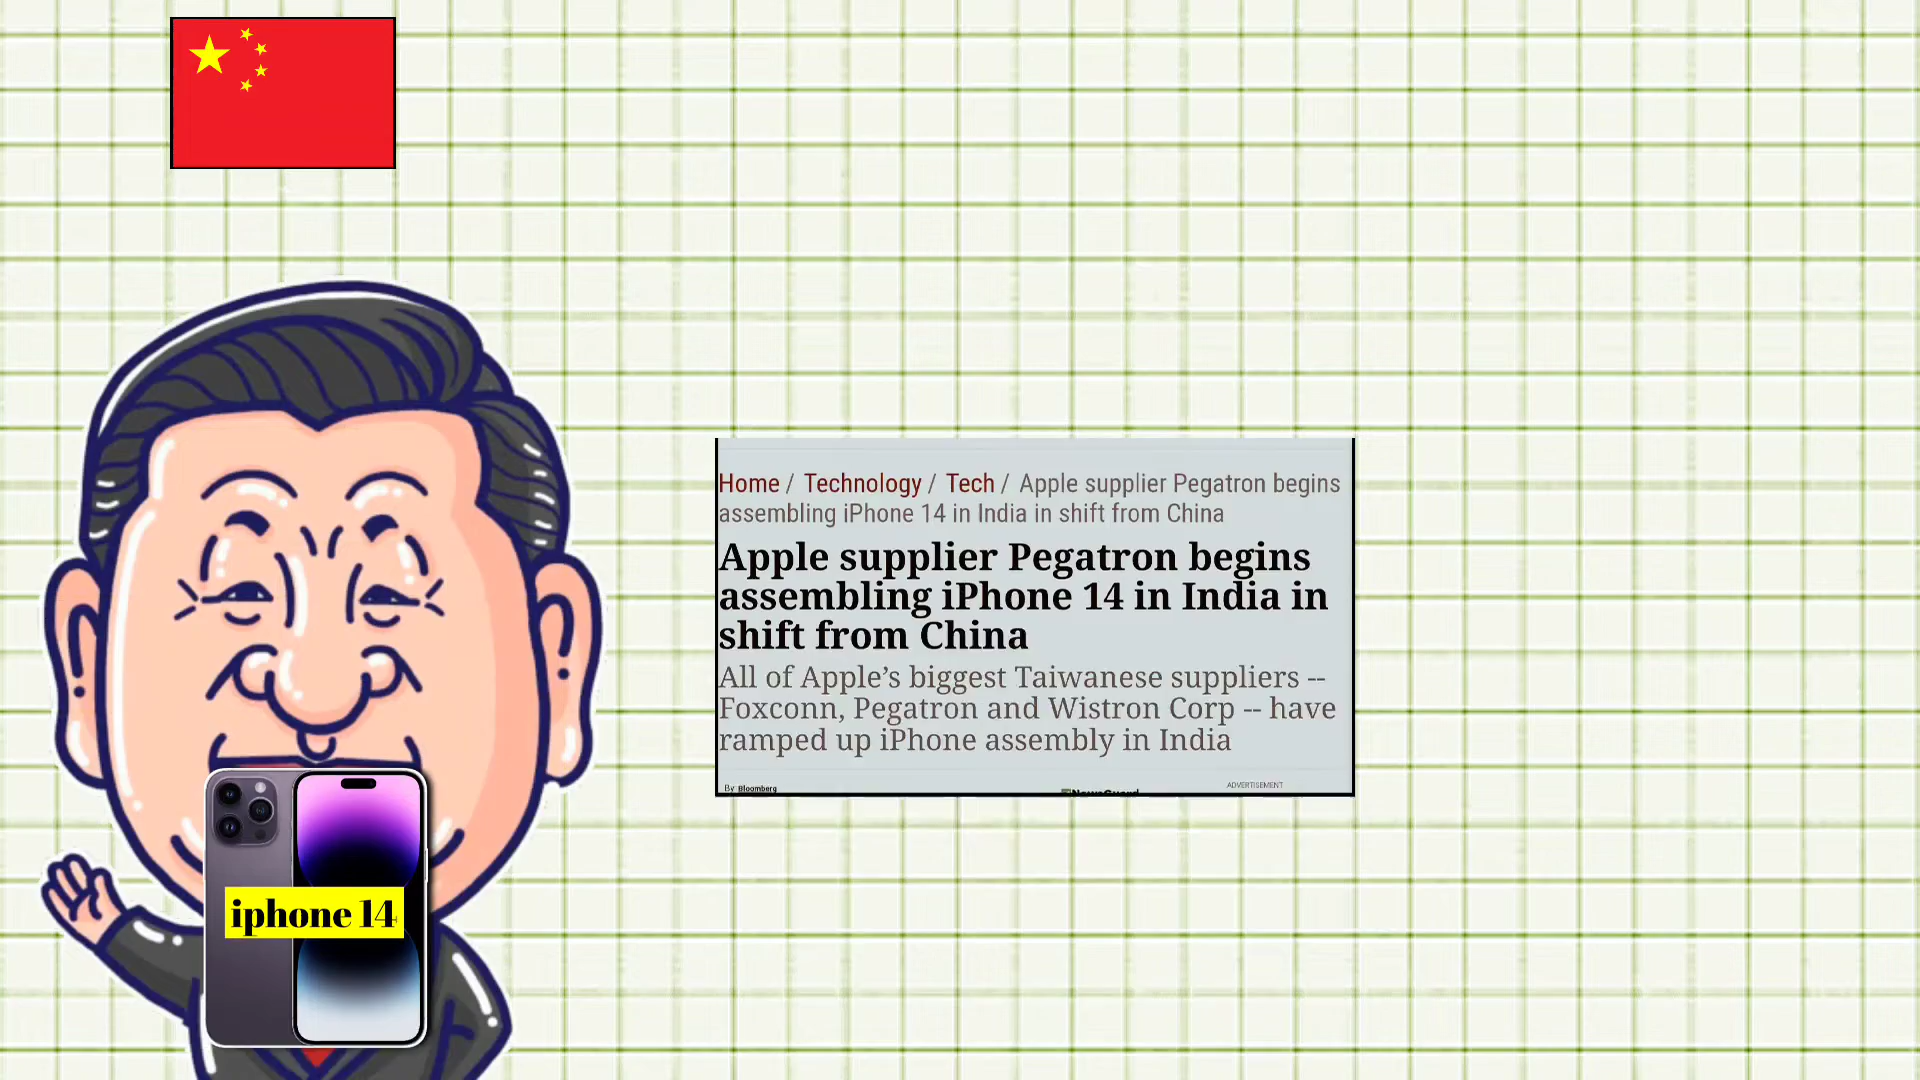 Home / Technology / Tech / Apple supplier Pegatron begins
assembling iPhone 14 in India in shift from China
Apple supplier Pegatron begins
assembling iPhone 14 in India in
shift from China
All of Apple’s biggest Taiwanese suppliers --
Foxconn, Pegatron and Wistron Corp -- have
ramped up iPhone assembly in India
By Bloomberg
NewsGuard
ADVERTISEMENT
iphone 14